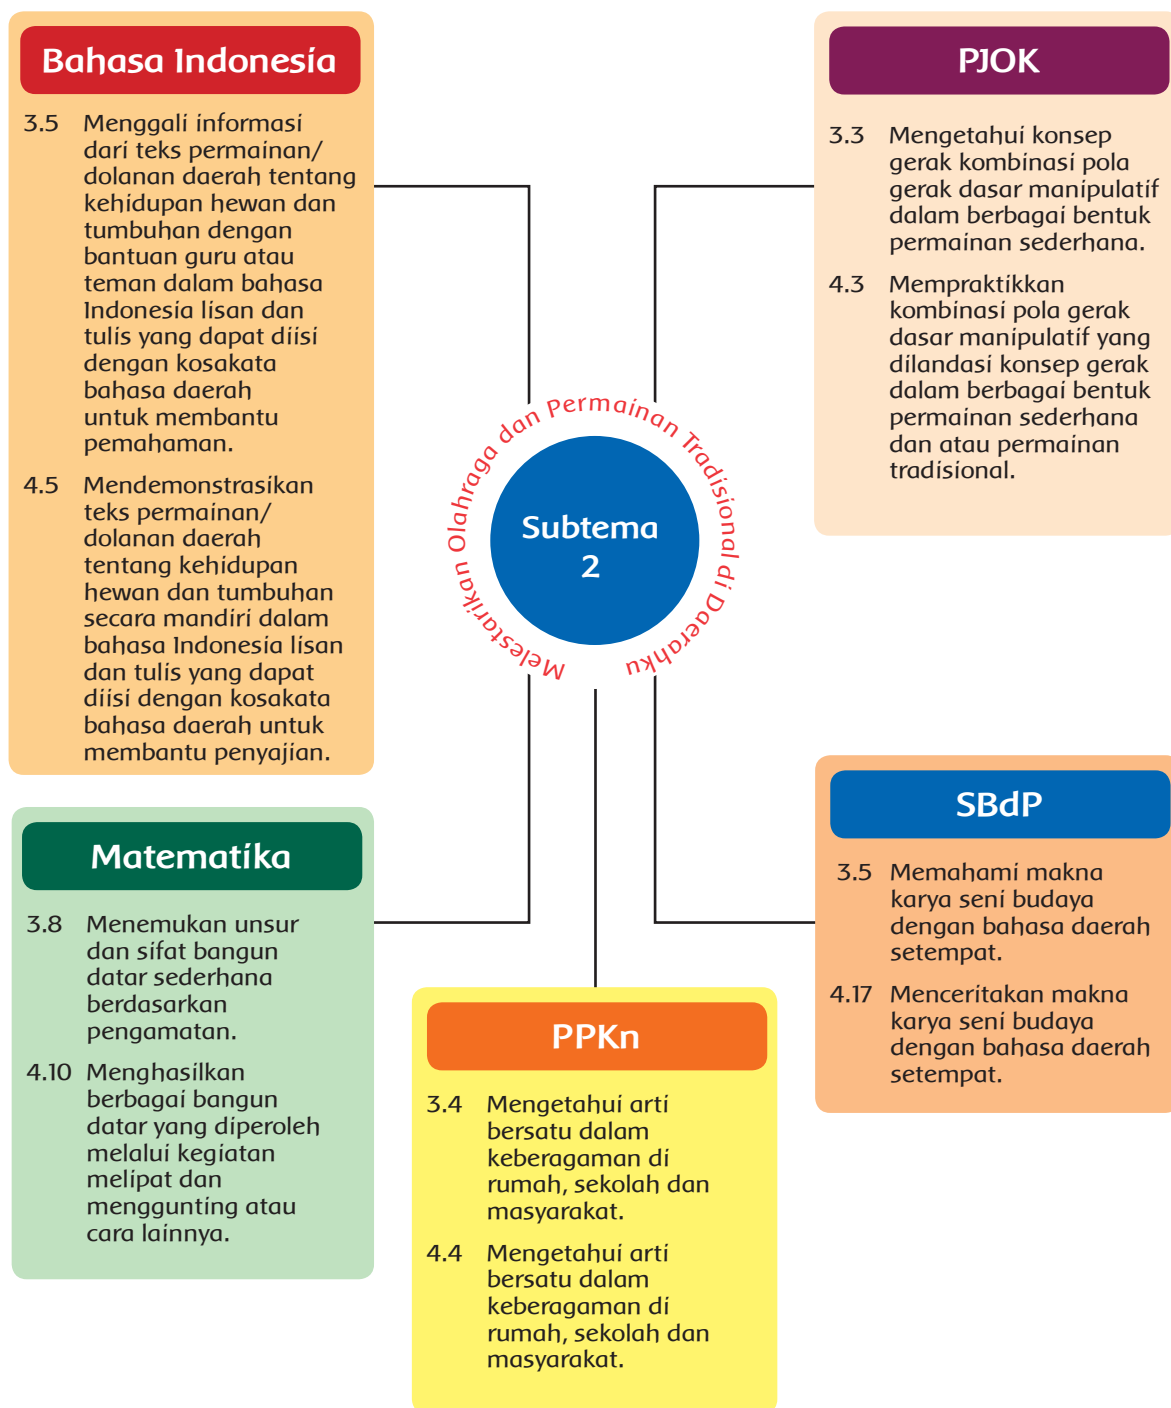 Bahasa Indonesia
3.5 Menggali informasi
dari teks permainan/
dolanan daerah tentang
kehidupan hewan dan
tumbuhan dengan
bantuan guru atau
teman dalam bahasa
Indonesia lisan dan
tulis yang dapat diisi
dengan kosakata
bahasa daerah
untuk membantu
pemahaman.
4.5 Mendemonstrasikan
teks permainan/
dolanan daerah
tentang kehidupan
hewan dan tumbuhan
secara mandiri dalam
bahasa Indonesia lisan
dan tulis yang dapat
diisi dengan kosakata
bahasa daerah untuk
membantu penyajian.
PJOK
3.3 Mengetahui konsep
gerak kombinasi pola
gerak dasar manipulatif
dalam berbagai bentuk
permainan sederhana.
4.3 Mempraktikkan
kombinasi pola gerak
dasar manipulatif yang
dilandasi konsep gerak
dalam berbagai bentuk
permainan sederhana
dan atau permainan
tradisional.
Melestarikan Olahraga dan Permainan Tradisional di Daerahku
Subtema
2
Matematika
3.8 Menemukan unsur
dan sifat bangun
datar sederhana
berdasarkan
pengamatan.
4.10 Menghasilkan
berbagai bangun
datar yang diperoleh
melalui kegiatan
melipat dan
menggunting atau
cara lainnya.
PPKn
3.4 Mengetahui arti
bersatu dalam
keberagaman di
rumah, sekolah dan
masyarakat.
4.4 Mengetahui arti
bersatu dalam
keberagaman di
rumah, sekolah dan
masyarakat.
SBdP
3.5 Memahami makna
karya seni budaya
dengan bahasa daerah
setempat.
4.17 Menceritakan makna
karya seni budaya
dengan bahasa daerah
setempat.